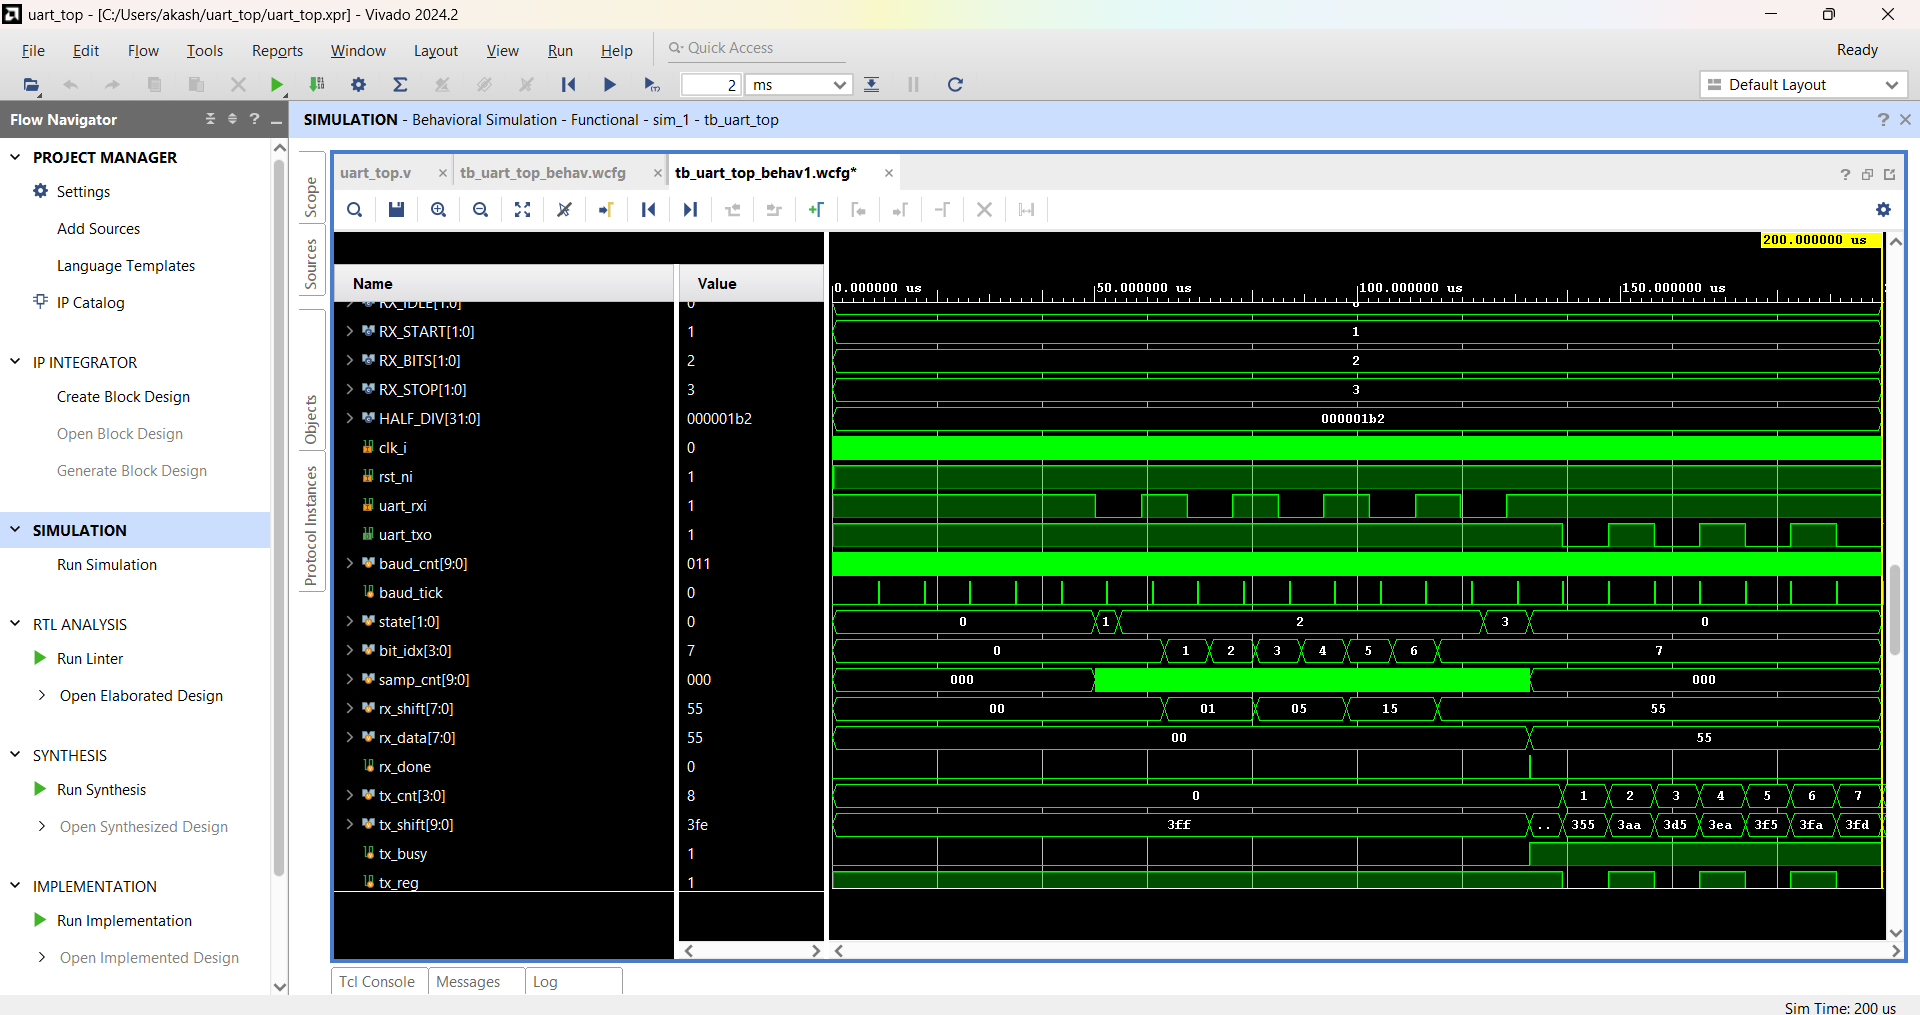 uart_top - [C:/Users/akash/uart_top/uart_top.xpr] - Vivado 2024.2
File Edit Flow Tools Reports Window Layout View Run Help Quick Access Ready
2 ms Default Layout
Flow Navigator
SIMULATION - Behavioral Simulation - Functional - sim_1 - tb_uart_top
PROJECT MANAGER
Settings
Add Sources
Language Templates
IP Catalog
IP INTEGRATOR
Create Block Design
Open Block Design
Generate Block Design
SIMULATION
Run Simulation
RTL ANALYSIS
Run Linter
Open Elaborated Design
SYNTHESIS
Run Synthesis
Open Synthesized Design
IMPLEMENTATION
Run Implementation
Open Implemented Design
Scope
Sources
Objects
Protocol Instances
uart_top.v tb_uart_top_behav.wcfg tb_uart_top_behav1.wcfg*
200.000000 us
Name Value 0.000000 us 50.000000 us 100.000000 us 150.000000 us
RX_IDLE[1:0] 0 0
RX_START[1:0] 1 1
RX_BITS[1:0] 2 2
RX_STOP[1:0] 3 3
HALF_DIV[31:0] 000001b2 000001b2
clk_i 0
rst_ni 1
uart_rxi 1
uart_txo 1
baud_cnt[9:0] 011
baud_tick 0
state[1:0] 0 0 1 2 3 0
bit_idx[3:0] 7 0 1 2 3 4 5 6 7
samp_cnt[9:0] 000 000 000
rx_shift[7:0] 55 00 01 05 15 55
rx_data[7:0] 55 00 55
rx_done 0
tx_cnt[3:0] 8 0 1 2 3 4 5 6 7
tx_shift[9:0] 3fe 3ff .. 355 3aa 3d5 3ea 3f5 3fa 3fd
tx_busy 1
tx_reg 1
Tcl Console Messages Log
Sim Time: 200 us